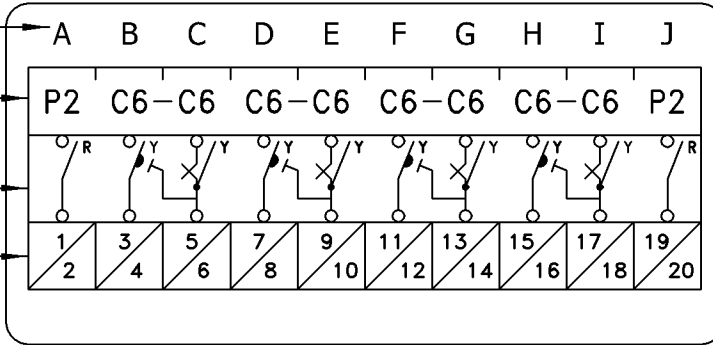 A B C D E F G H I J
P2 C6-C6 C6-C6 C6-C6 C6-C6 P2
R Y Y Y Y Y Y Y Y R
1 3 5 7 9 11 13 15 17 19
2 4 6 8 10 12 14 16 18 20